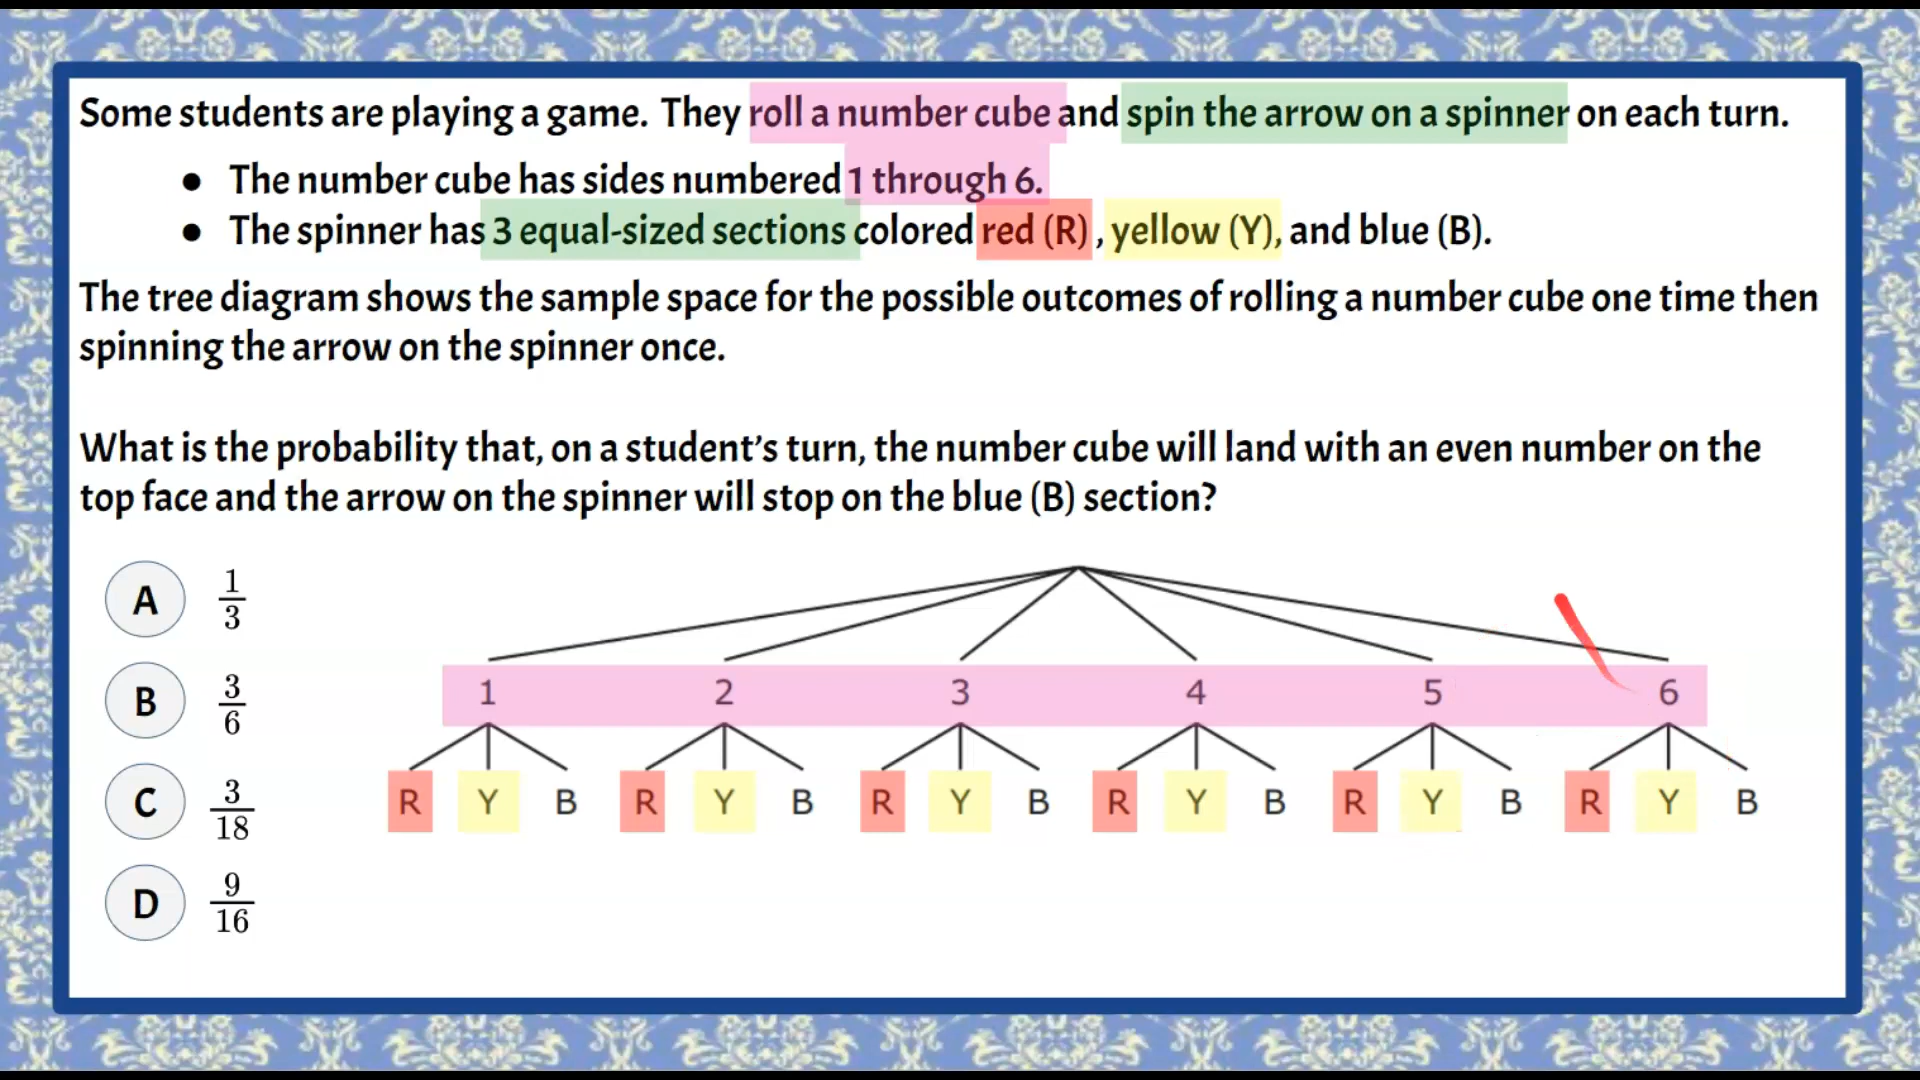 Some students are playing a game. They roll a number cube and spin the arrow on a spinner on each turn.
● The number cube has sides numbered 1 through 6.
● The spinner has 3 equal-sized sections colored red (R) , yellow (Y), and blue (B).
The tree diagram shows the sample space for the possible outcomes of rolling a number cube one time then
spinning the arrow on the spinner once.
What is the probability that, on a student's turn, the number cube will land with an even number on the
top face and the arrow on the spinner will stop on the blue (B) section?
A 1/3
B 3/6
C 3/18
D 9/16
1 2 3 4 5 6
R Y B R Y B R Y B R Y B R Y B R Y B